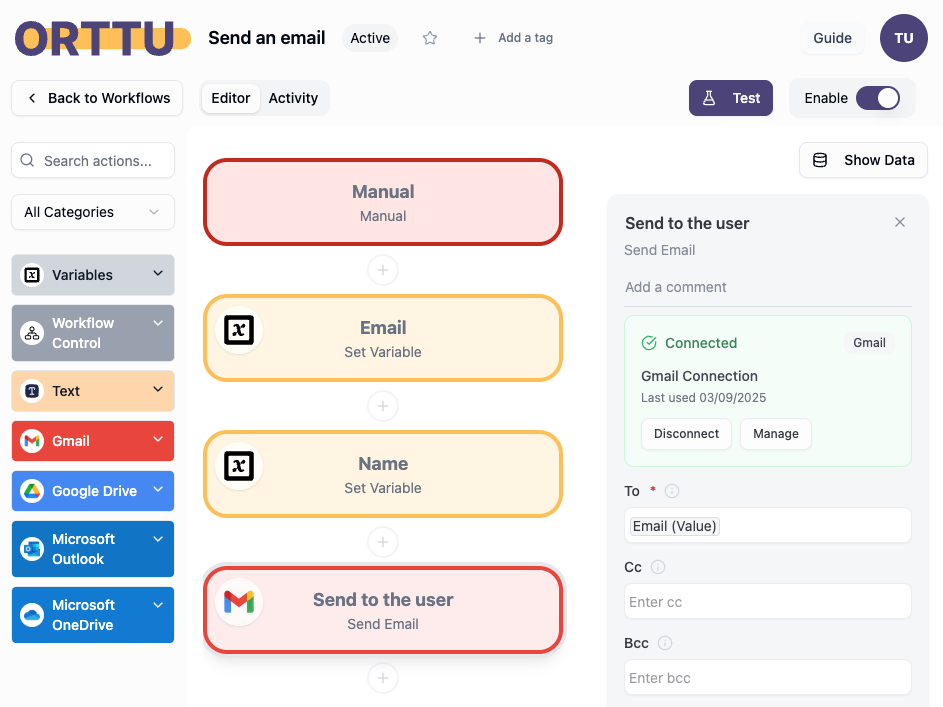 ORTTU
Send an email
Active
Add a tag
Guide
TU
Back to Workflows
Editor
Activity
Test
Enable
Search actions...
All Categories
Variables
Workflow
Control
Text
Gmail
Google Drive
Microsoft
Outlook
Microsoft
OneDrive
Manual
Manual
Email
Set Variable
Name
Set Variable
Send to the user
Send Email
Show Data
Send to the user
Send Email
Add a comment
Connected
Gmail
Gmail Connection
Last used 03/09/2025
Disconnect
Manage
To *
Email (Value)
Cc
Enter cc
Bcc
Enter bcc